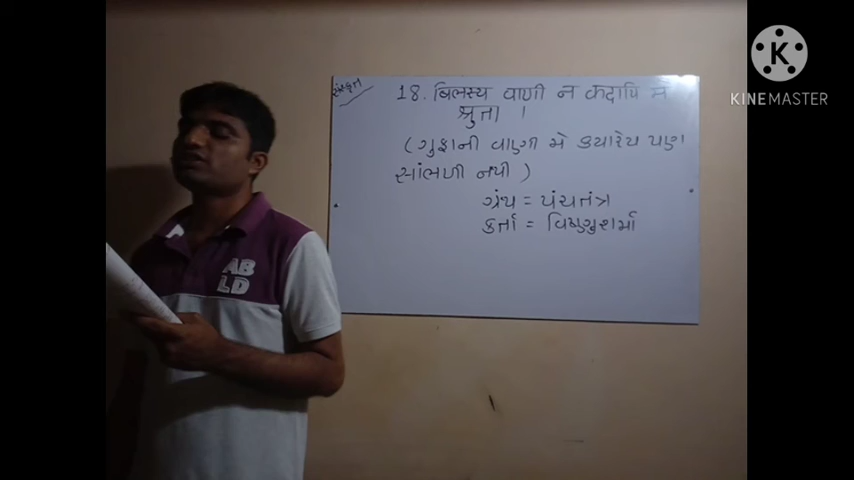 સંસ્કૃત
18. बिलस्य वाणी न कदापि मे
श्रुता ।
(ગુફાની વાણી મે ક્યારેય પણ
સાંભળી નથી)
ગ્રંથ = પંચતંત્ર
કર્તા = વિષ્ણુશર્મા
AB
LD
K
KINEMASTER